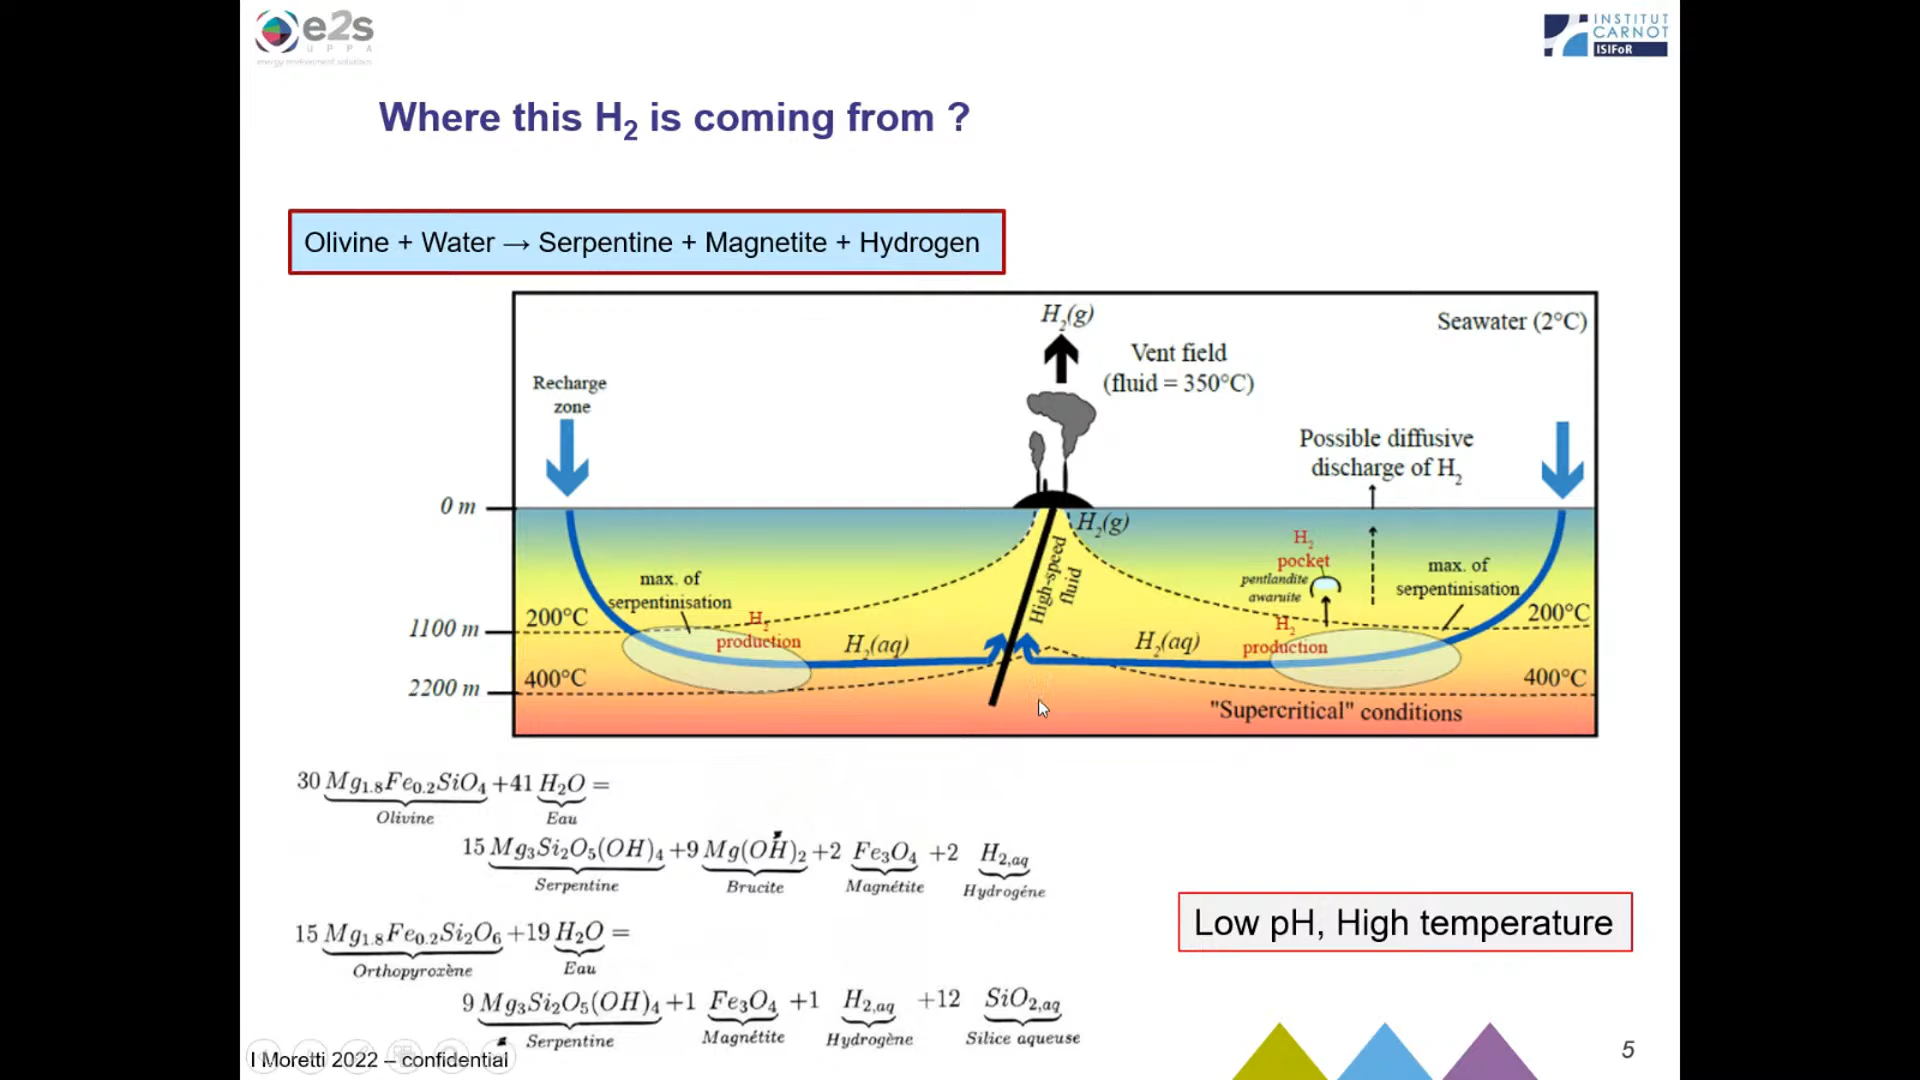 e2s
UPPA
energy environment solutions
INSTITUT
CARNOT
ISIFoR
Where this H₂ is coming from ?
Olivine + Water → Serpentine + Magnetite + Hydrogen
H₂(g)
Seawater (2°C)
Vent field
(fluid = 350°C)
Recharge
zone
Possible diffusive
discharge of H₂
0 m
H₂(g)
High-speed
fluid
H₂
pocket
pentlandite
awaruite
max. of
serpentinisation
max. of
serpentinisation
200°C
200°C
1100 m
H₂
production
H₂(aq)
H₂(aq)
H₂
production
400°C
400°C
2200 m
"Supercritical" conditions
30 Mg₁.₈Fe₀.₂SiO₄ +41 H₂O =
Olivine Eau
15 Mg₃Si₂O₅(OH)₄ +9 Mg(OH)₂ +2 Fe₃O₄ +2 H₂,aq
Serpentine Brucite Magnétite Hydrogéne
15 Mg₁.₈Fe₀.₂Si₂O₆ +19 H₂O =
Orthopyroxène Eau
9 Mg₃Si₂O₅(OH)₄ +1 Fe₃O₄ +1 H₂,aq +12 SiO₂,aq
Serpentine Magnétite Hydrogène Silice aqueuse
Low pH, High temperature
I Moretti 2022 – confidential
5